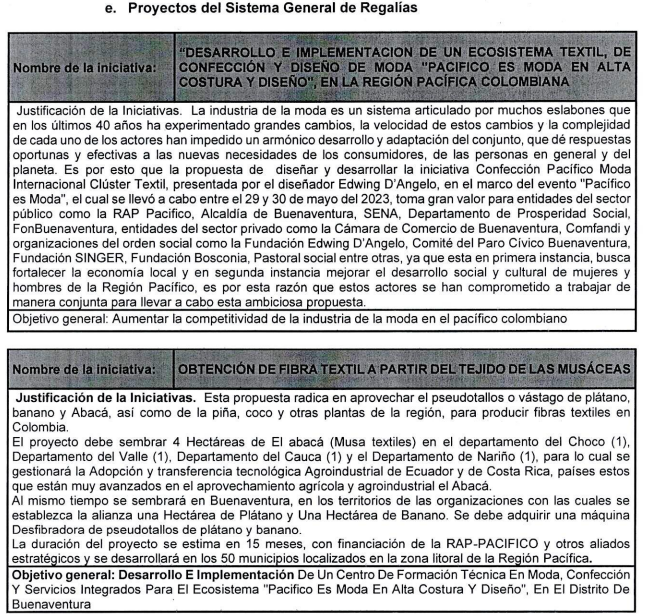 e. Proyectos del Sistema General de Regalías
Nombre de la iniciativa:
"DESARROLLO E IMPLEMENTACION DE UN ECOSISTEMA TEXTIL, DE
CONFECCIÓN Y DISEÑO DE MODA "PACIFICO ES MODA EN ALTA
COSTURA Y DISEÑO", EN LA REGIÓN PACÍFICA COLOMBIANA
Justificación de la Iniciativas. La industria de la moda es un sistema articulado por muchos eslabones que
en los últimos 40 años ha experimentado grandes cambios, la velocidad de estos cambios y la complejidad
de cada uno de los actores han impedido un armónico desarrollo y adaptación del conjunto, que dé respuestas
oportunas y efectivas a las nuevas necesidades de los consumidores, de las personas en general y del
planeta. Es por esto que la propuesta de diseñar y desarrollar la iniciativa Confección Pacífico Moda
Internacional Clúster Textil, presentada por el diseñador Edwing D'Angelo, en el marco del evento "Pacífico
es Moda", el cual se llevó a cabo entre el 29 y 30 de mayo del 2023, toma gran valor para entidades del sector
público como la RAP Pacifico, Alcaldía de Buenaventura, SENA, Departamento de Prosperidad Social,
FonBuenaventura, entidades del sector privado como la Cámara de Comercio de Buenaventura, Comfandi y
organizaciones del orden social como la Fundación Edwing D'Angelo, Comité del Paro Cívico Buenaventura,
Fundación SINGER, Fundación Bosconia, Pastoral social entre otras, ya que esta en primera instancia, busca
fortalecer la economía local y en segunda instancia mejorar el desarrollo social y cultural de mujeres y
hombres de la Región Pacífico, es por esta razón que estos actores se han comprometido a trabajar de
manera conjunta para llevar a cabo esta ambiciosa propuesta.
Objetivo general: Aumentar la competitividad de la industria de la moda en el pacífico colombiano
Nombre de la iniciativa:
OBTENCIÓN DE FIBRA TEXTIL A PARTIR DEL TEJIDO DE LAS MUSÁCEAS
Justificación de la Iniciativas. Esta propuesta radica en aprovechar el pseudotallos o vástago de plátano,
banano y Abacá, así como de la piña, coco y otras plantas de la región, para producir fibras textiles en
Colombia.
El proyecto debe sembrar 4 Hectáreas de El abacá (Musa textiles) en el departamento del Choco (1),
Departamento del Valle (1), Departamento del Cauca (1) y el Departamento de Nariño (1), para lo cual se
gestionará la Adopción y transferencia tecnológica Agroindustrial de Ecuador y de Costa Rica, países estos
que están muy avanzados en el aprovechamiento agrícola y agroindustrial el Abacá.
Al mismo tiempo se sembrará en Buenaventura, en los territorios de las organizaciones con las cuales se
establezca la alianza una Hectárea de Plátano y Una Hectárea de Banano. Se debe adquirir una máquina
Desfibradora de pseudotallos de plátano y banano.
La duración del proyecto se estima en 15 meses, con financiación de la RAP-PACIFICO y otros aliados
estratégicos y se desarrollará en los 50 municipios localizados en la zona litoral de la Región Pacífica.
Objetivo general: Desarrollo E Implementación De Un Centro De Formación Técnica En Moda, Confección
Y Servicios Integrados Para El Ecosistema "Pacifico Es Moda En Alta Costura Y Diseño", En El Distrito De
Buenaventura